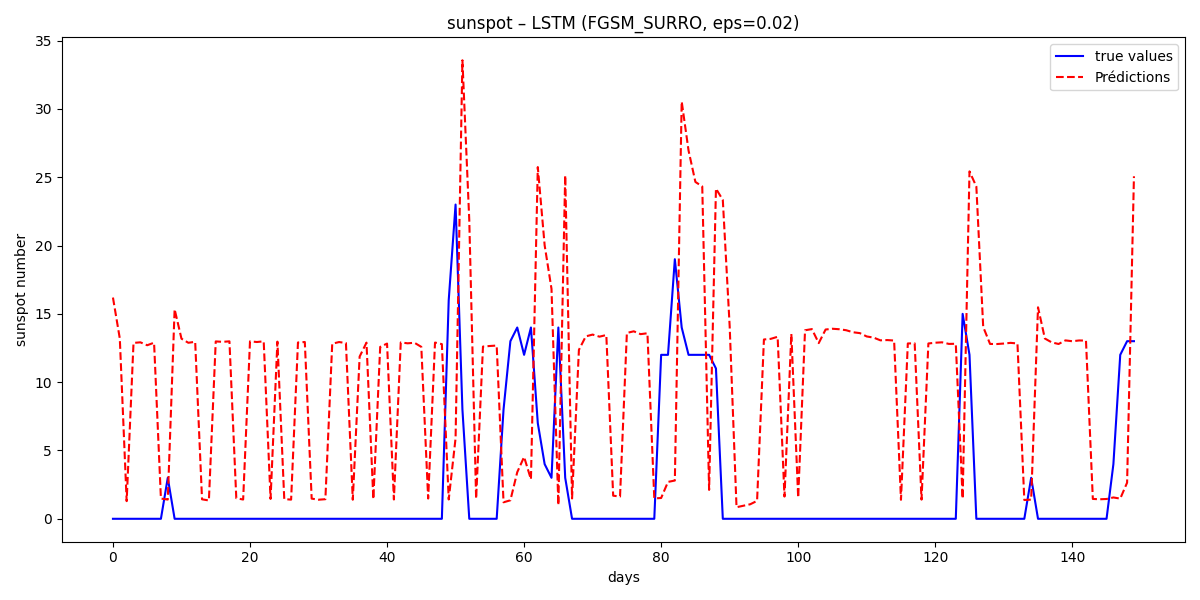 sunspot – LSTM (FGSM_SURRO, eps=0.02)
true values
Prédictions
35
30
25
20
15
10
5
0
sunspot number
0 20 40 60 80 100 120 140
days